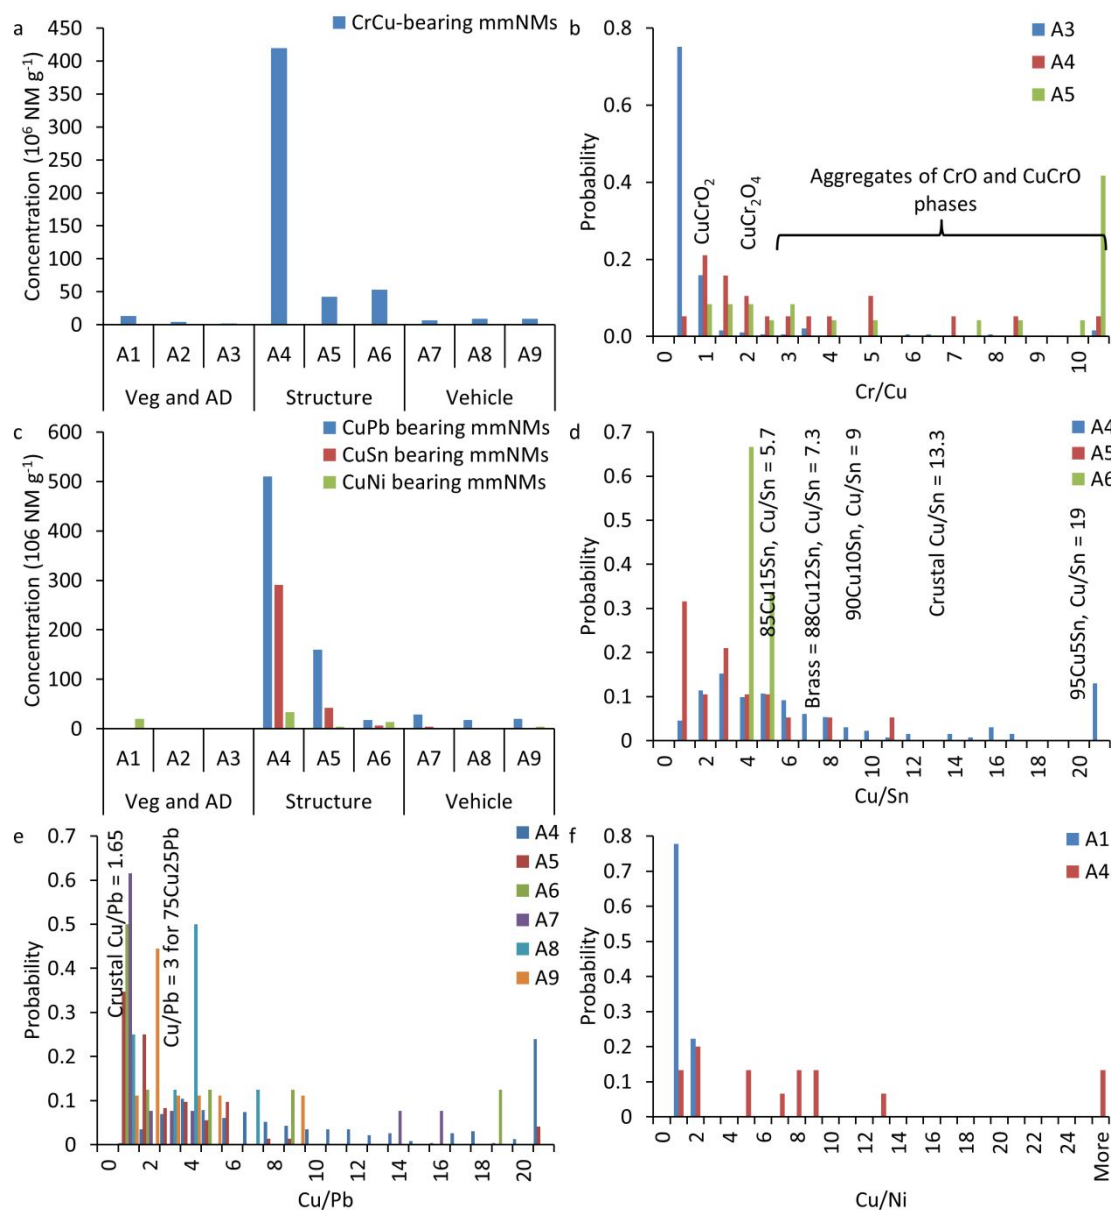 a
CrCu-bearing mmNMs
Concentration (10⁶ NM g⁻¹)
450
400
350
300
250
200
150
100
50
0
A1 A2 A3 A4 A5 A6 A7 A8 A9
Veg and AD Structure Vehicle
b
A3
A4
A5
Probability
0.8
0.6
0.4
0.2
0.0
CuCrO₂
CuCr₂O₄
Aggregates of CrO and CuCrO
phases
0 1 2 3 4 5 6 7 8 9 10
Cr/Cu
c
CuPb bearing mmNMs
CuSn bearing mmNMs
CuNi bearing mmNMs
Concentration (106 NM g⁻¹)
600
500
400
300
200
100
0
A1 A2 A3 A4 A5 A6 A7 A8 A9
Veg and AD Structure Vehicle
d
A4
A5
A6
Probability
0.7
0.6
0.5
0.4
0.3
0.2
0.1
0
85Cu15Sn, Cu/Sn = 5.7
Brass = 88Cu12Sn, Cu/Sn = 7.3
90Cu10Sn, Cu/Sn = 9
Crustal Cu/Sn = 13.3
95Cu5Sn, Cu/Sn = 19
0 2 4 6 8 10 12 14 16 18 20
Cu/Sn
e
A4
A5
A6
A7
A8
A9
Probability
0.7
0.6
0.5
0.4
0.3
0.2
0.1
0
Crustal Cu/Pb = 1.65
Cu/Pb = 3 for 75Cu25Pb
0 2 4 6 8 10 12 14 16 18 20
Cu/Pb
f
A1
A4
Probability
0.8
0.7
0.6
0.5
0.4
0.3
0.2
0.1
0
0 2 4 6 8 10 12 14 16 18 20 22 24 More
Cu/Ni